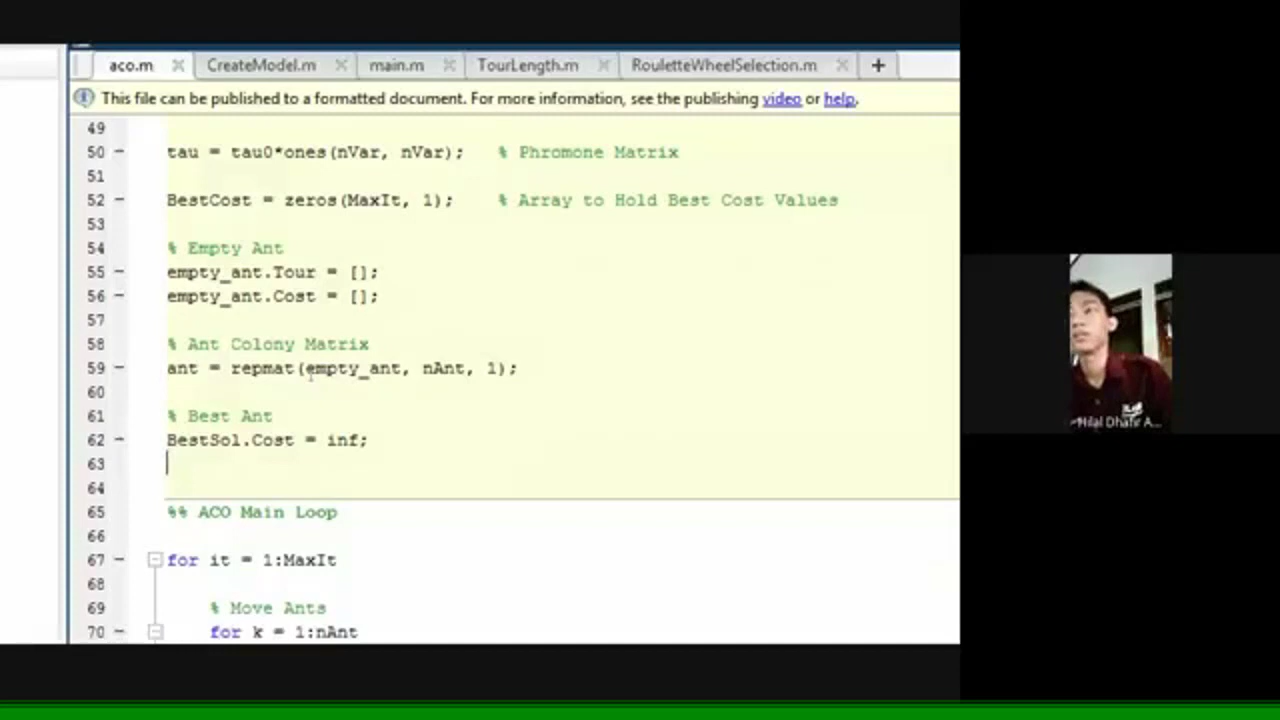 aco.m CreateModel.m main.m TourLength.m RouletteWheelSelection.m +
This file can be published to a formatted document. For more information, see the publishing video or help.
49
50 tau = tau0*ones(nVar, nVar); % Phromone Matrix
51
52 BestCost = zeros(MaxIt, 1); % Array to Hold Best Cost Values
53
54 % Empty Ant
55 empty_ant.Tour = [];
56 empty_ant.Cost = [];
57
58 % Ant Colony Matrix
59 ant = repmat(empty_ant, nAnt, 1);
60
61 % Best Ant
62 BestSol.Cost = inf;
63
64
65 %% ACO Main Loop
66
67 for it = 1:MaxIt
68
69 % Move Ants
70 for k = 1:nAnt
Hilal Dhafir A...